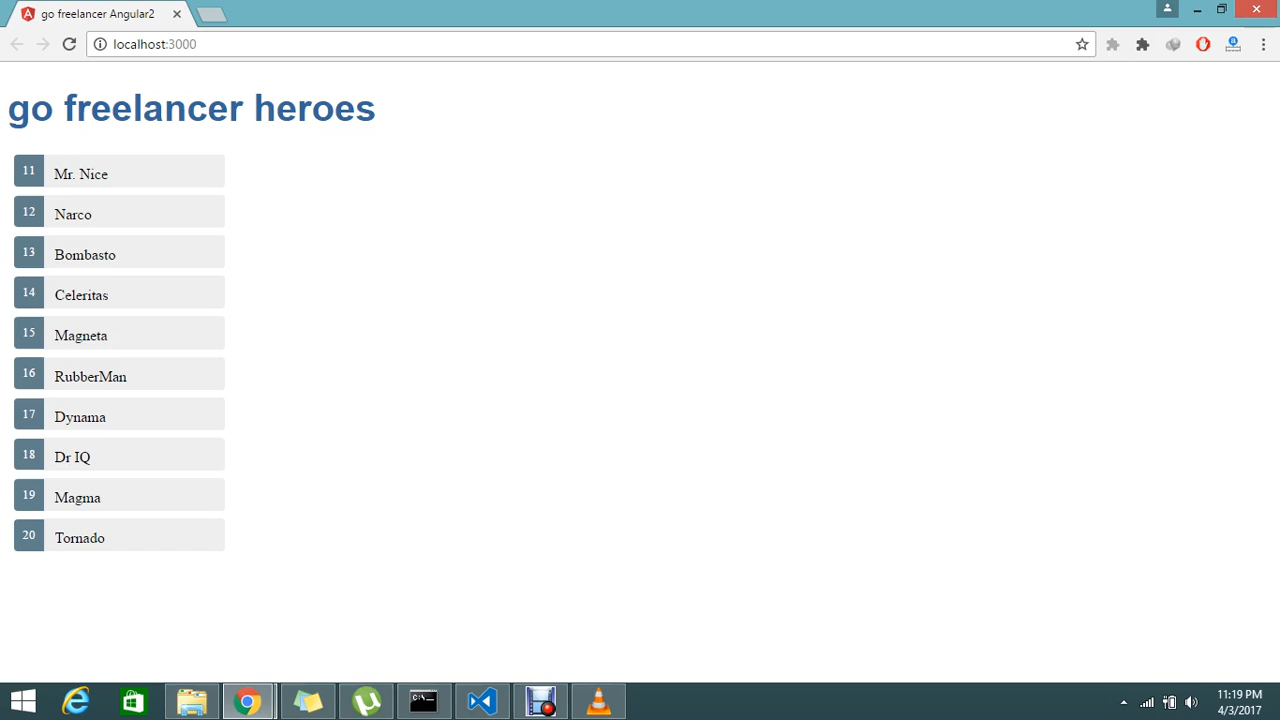 go freelancer Angular2
localhost:3000
go freelancer heroes
11 Mr. Nice
12 Narco
13 Bombasto
14 Celeritas
15 Magneta
16 RubberMan
17 Dynama
18 Dr IQ
19 Magma
20 Tornado
11:19 PM
4/3/2017